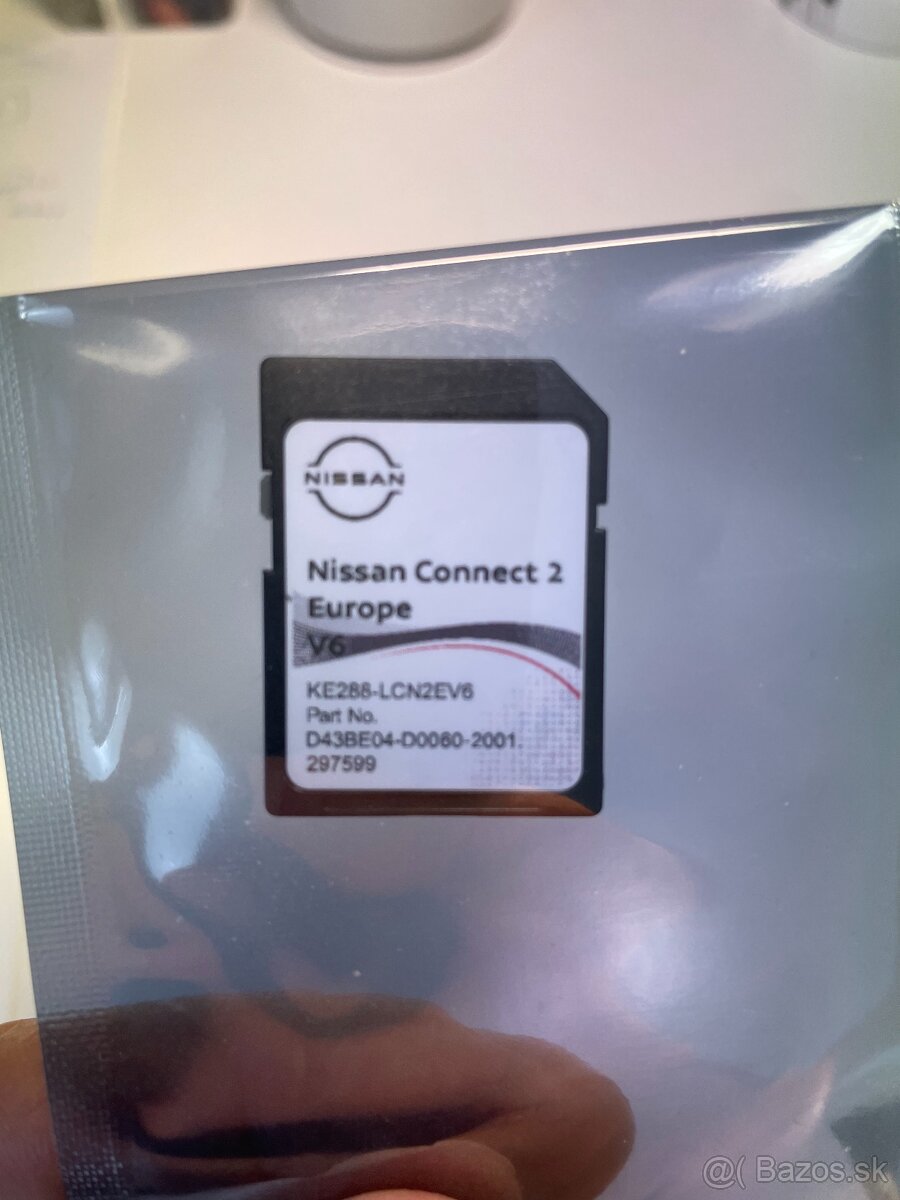 NISSAN
Nissan Connect 2
Europe
V6
KE288-LCN2EV6
Part No.
D43BE04-D0060-2001.
297599
@( Bazos.sk